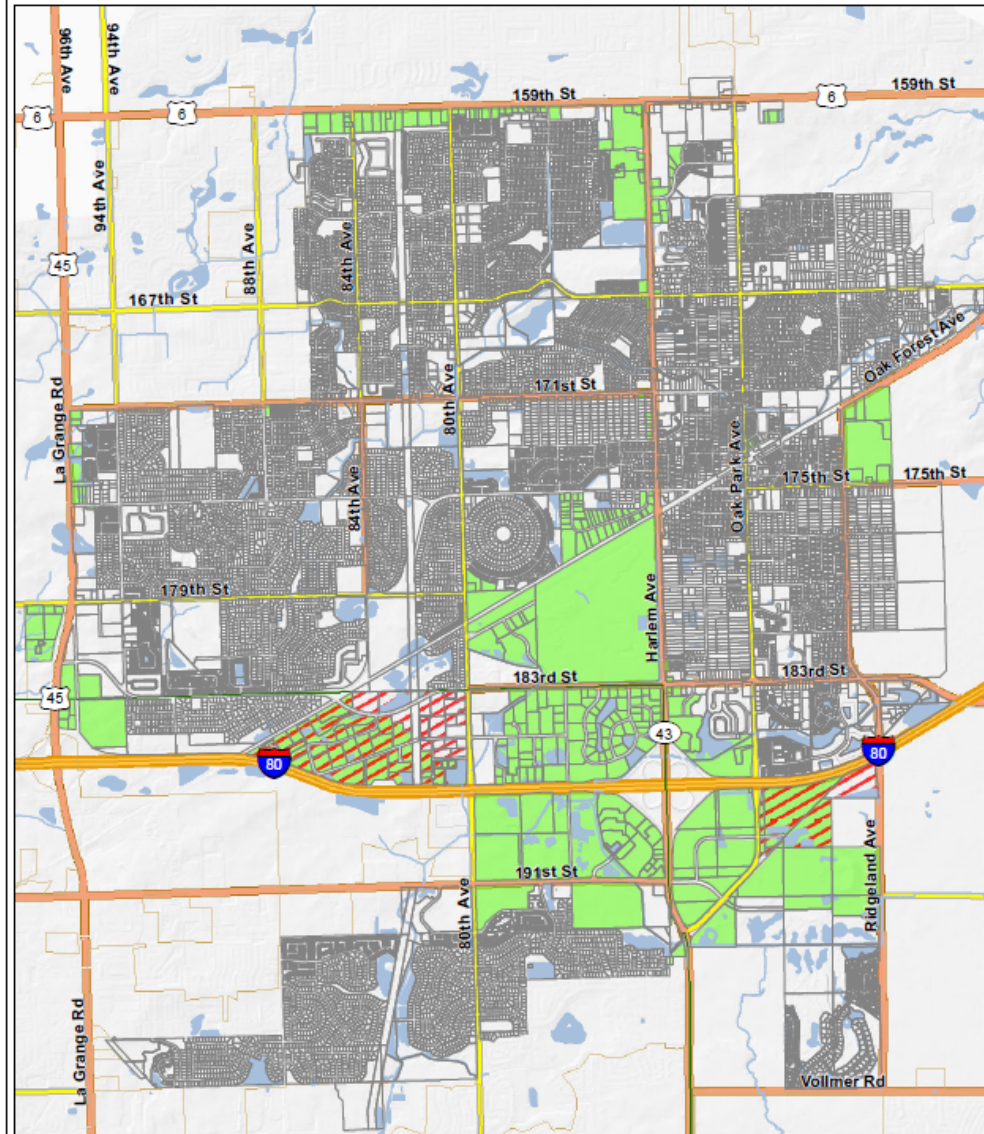 96th Ave
94th Ave
159th St
6
159th St
6
6
94th Ave
88th Ave
84th Ave
45
167th St
80th Ave
Oak Forest Ave
171st St
La Grange Rd
Oak Park Ave
84th Ave
175th St
175th St
179th St
Harlem Ave
183rd St
183rd St
45
43
80
80
Ridgeland Ave
191st St
80th Ave
La Grange Rd
Vollmer Rd